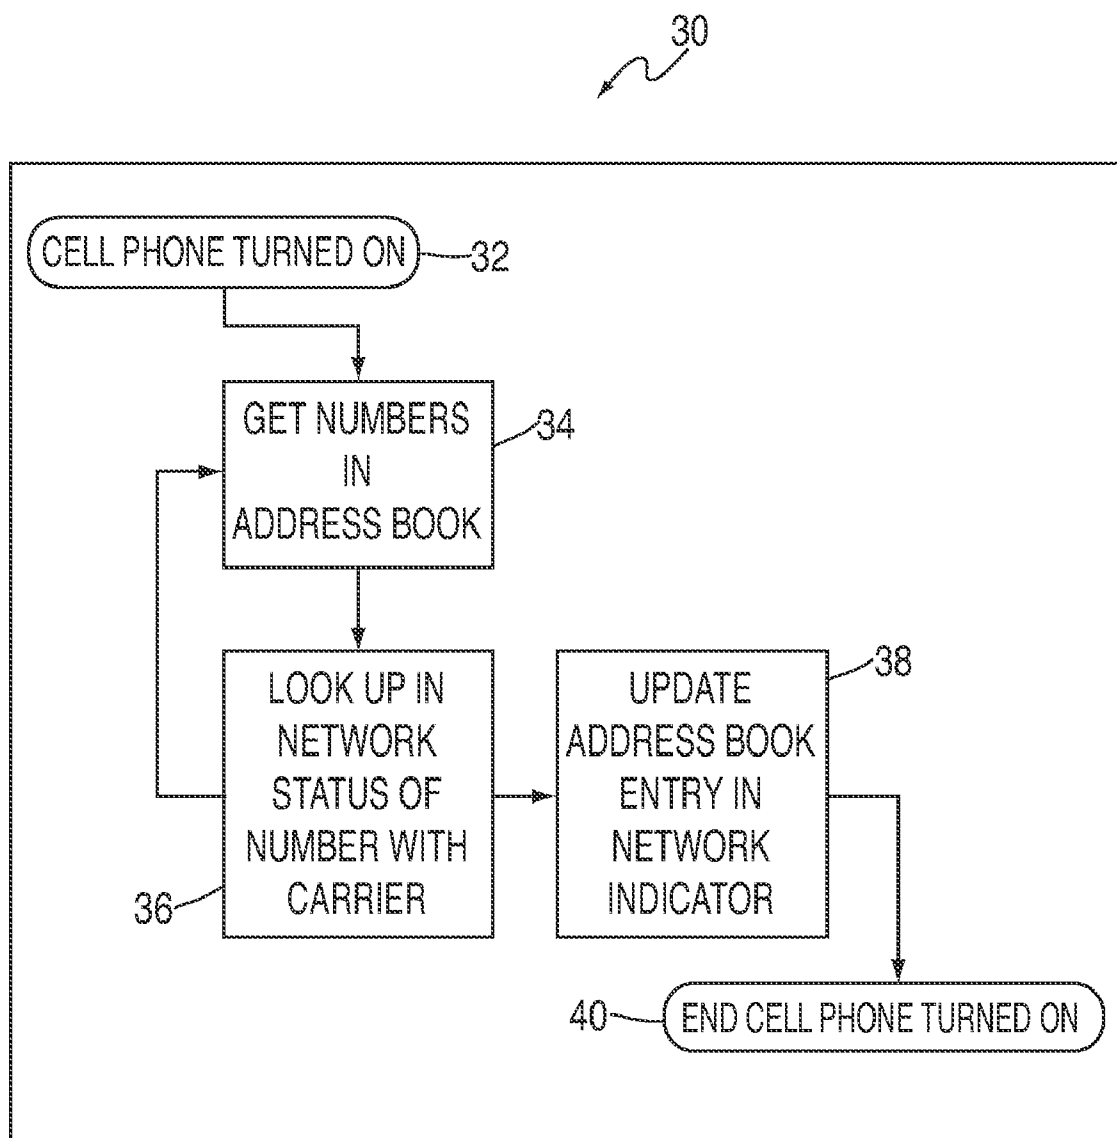 30
CELL PHONE TURNED ON
32
GET NUMBERS
IN
ADDRESS BOOK
34
LOOK UP IN
NETWORK
STATUS OF
NUMBER WITH
CARRIER
36
UPDATE
ADDRESS BOOK
ENTRY IN
NETWORK
INDICATOR
38
40
END CELL PHONE TURNED ON